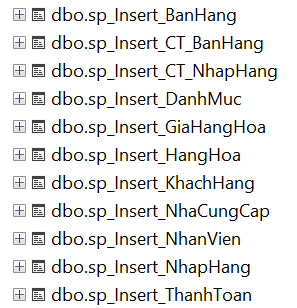 dbo.sp_Insert_BanHang
dbo.sp_Insert_CT_BanHang
dbo.sp_Insert_CT_NhapHang
dbo.sp_Insert_DanhMuc
dbo.sp_Insert_GiaHangHoa
dbo.sp_Insert_HangHoa
dbo.sp_Insert_KhachHang
dbo.sp_Insert_NhaCungCap
dbo.sp_Insert_NhanVien
dbo.sp_Insert_NhapHang
dbo.sp_Insert_ThanhToan